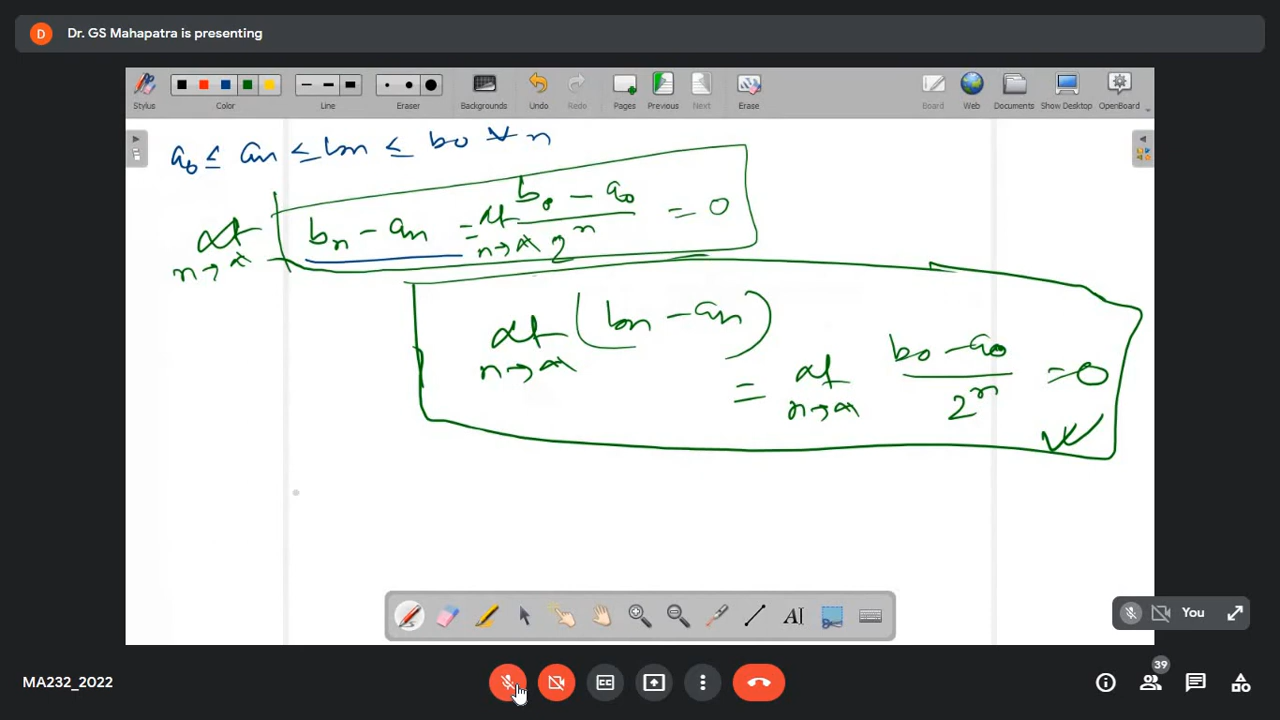 D Dr. GS Mahapatra is presenting
Stylus Color Line Eraser Backgrounds Undo Redo Pages Previous Next Erase Board Web Documents Show Desktop OpenBoard
a₀ ≤ aₙ ≤ bₙ ≤ b₀ ∀ n
lt n→∞ bₙ − aₙ = lt n→∞ (b₀ − a₀)/2ⁿ = 0
lt n→∞ (bₙ − aₙ)
= lt n→∞ (b₀ − a₀)/2ⁿ = 0
You
MA232_2022
39